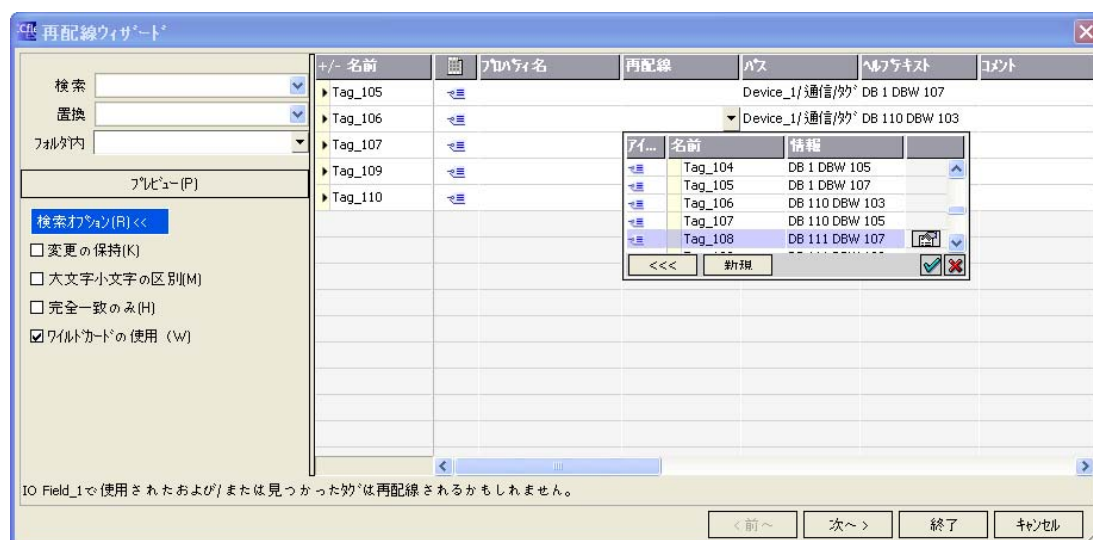 再配線ウィザード
検索
置換
フォルダ内
プレビュー(P)
検索オプション(R) <<
変更の保持(K)
大文字小文字の区別(M)
完全一致のみ(H)
ワイルドカードの使用 (W)
+/- 名前 プロパティ名 再配線 パス ヘルプテキスト コメント
Tag_105 Device_1/通信/タグ DB 1 DBW 107
Tag_106 Device_1/通信/タグ DB 110 DBW 103
Tag_107
Tag_109
Tag_110
アイ... 名前 情報
Tag_104 DB 1 DBW 105
Tag_105 DB 1 DBW 107
Tag_106 DB 110 DBW 103
Tag_107 DB 110 DBW 105
Tag_108 DB 111 DBW 107
<<< 新規
IO Field_1で使用されたおよび/または見つかったタグは再配線されるかもしれません。
< 前へ 次へ > 終了 キャンセル